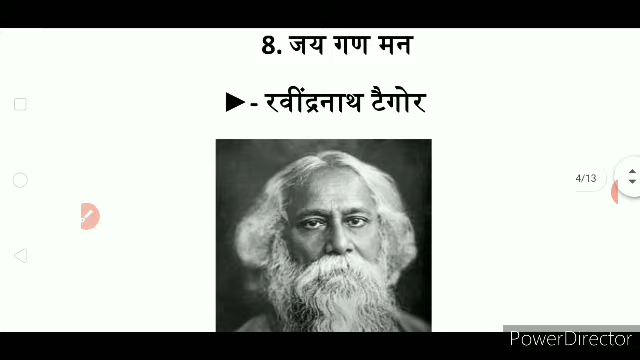 8. जय गण मन
►- रवींद्रनाथ टैगोर
4/13
PowerDirector